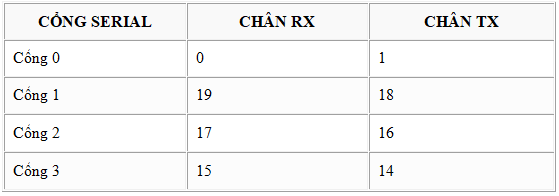 CỔNG SERIAL CHÂN RX CHÂN TX
Cổng 0 0 1
Cổng 1 19 18
Cổng 2 17 16
Cổng 3 15 14